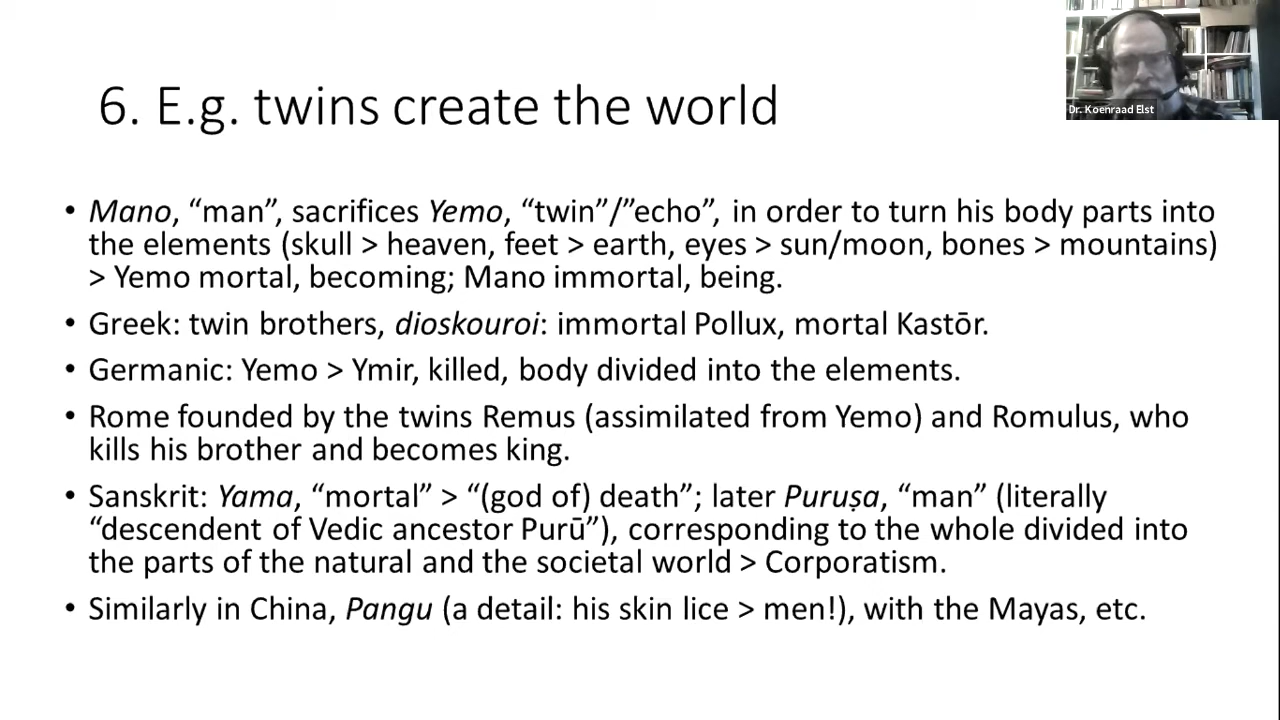 Dr. Koenraad Elst
6. E.g. twins create the world
• Mano, “man”, sacrifices Yemo, “twin”/”echo”, in order to turn his body parts into
the elements (skull > heaven, feet > earth, eyes > sun/moon, bones > mountains)
> Yemo mortal, becoming; Mano immortal, being.
• Greek: twin brothers, dioskouroi: immortal Pollux, mortal Kastōr.
• Germanic: Yemo > Ymir, killed, body divided into the elements.
• Rome founded by the twins Remus (assimilated from Yemo) and Romulus, who
kills his brother and becomes king.
• Sanskrit: Yama, “mortal” > “(god of) death”; later Puruṣa, “man” (literally
“descendent of Vedic ancestor Purū”), corresponding to the whole divided into
the parts of the natural and the societal world > Corporatism.
• Similarly in China, Pangu (a detail: his skin lice > men!), with the Mayas, etc.